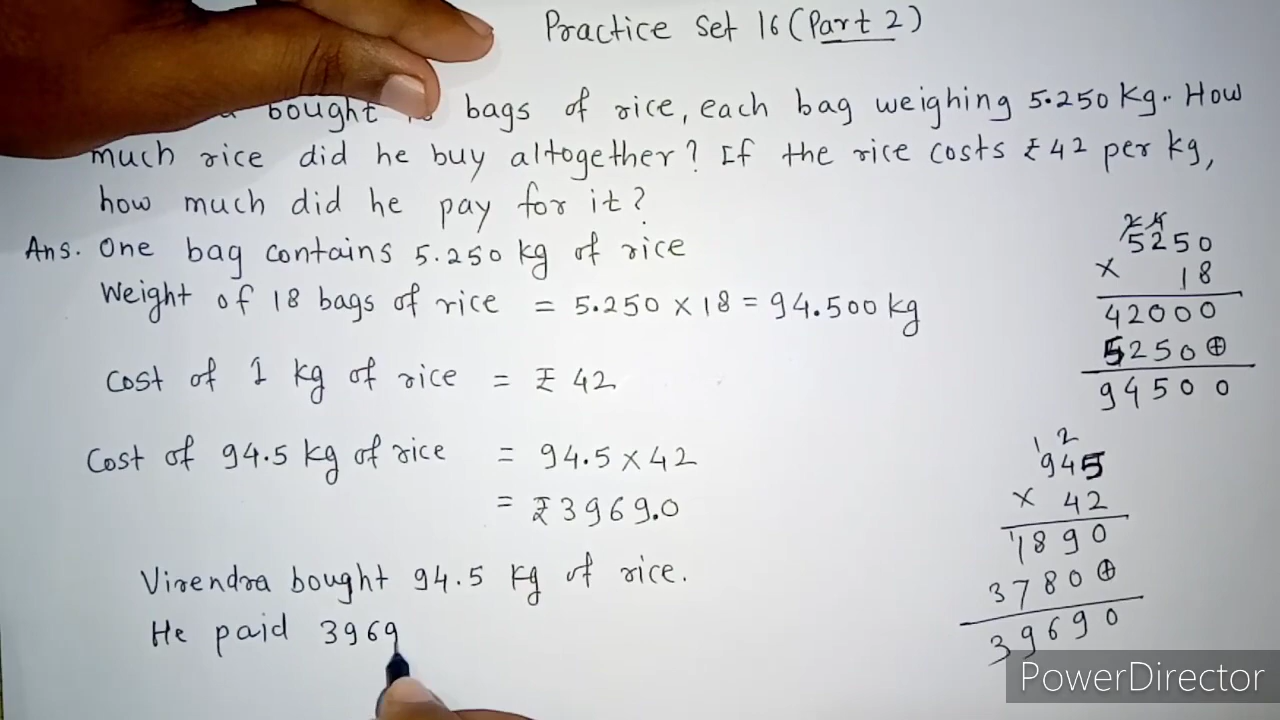 Practice Set 16 (Part 2)
bought bags of rice, each bag weighing 5.250 Kg. How
much rice did he buy altogether? If the rice costs ₹ 42 per kg,
how much did he pay for it?
Ans. One bag contains 5.250 kg of rice
Weight of 18 bags of rice = 5.250 × 18 = 94.500 kg
Cost of 1 kg of rice = ₹ 42
Cost of 94.5 kg of rice = 94.5 × 42
= ₹ 3969.0
Virendra bought 94.5 kg of rice.
He paid 3969
2 4
5250
× 18
42000
5250 +
94500
1 2
945
× 42
1890
3780 +
39690
PowerDirector